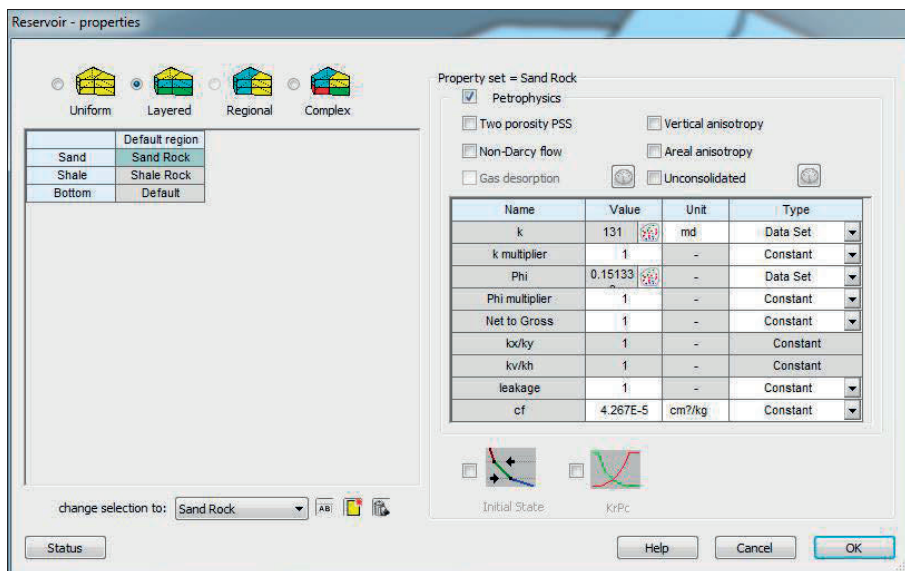 Reservoir - properties
Uniform Layered Regional Complex
Default region
Sand Sand Rock
Shale Shale Rock
Bottom Default
change selection to: Sand Rock AB
Status
Property set = Sand Rock
Petrophysics
Two porosity PSS Vertical anisotropy
Non-Darcy flow Areal anisotropy
Gas desorption Unconsolidated
Name Value Unit Type
k 131 md Data Set
k multiplier 1 - Constant
Phi 0.15133 - Data Set
Phi multiplier 1 - Constant
Net to Gross 1 - Constant
kx/ky 1 - Constant
kv/kh 1 - Constant
leakage 1 - Constant
cf 4.267E-5 cm?/kg Constant
Initial State KrPc
Help Cancel OK